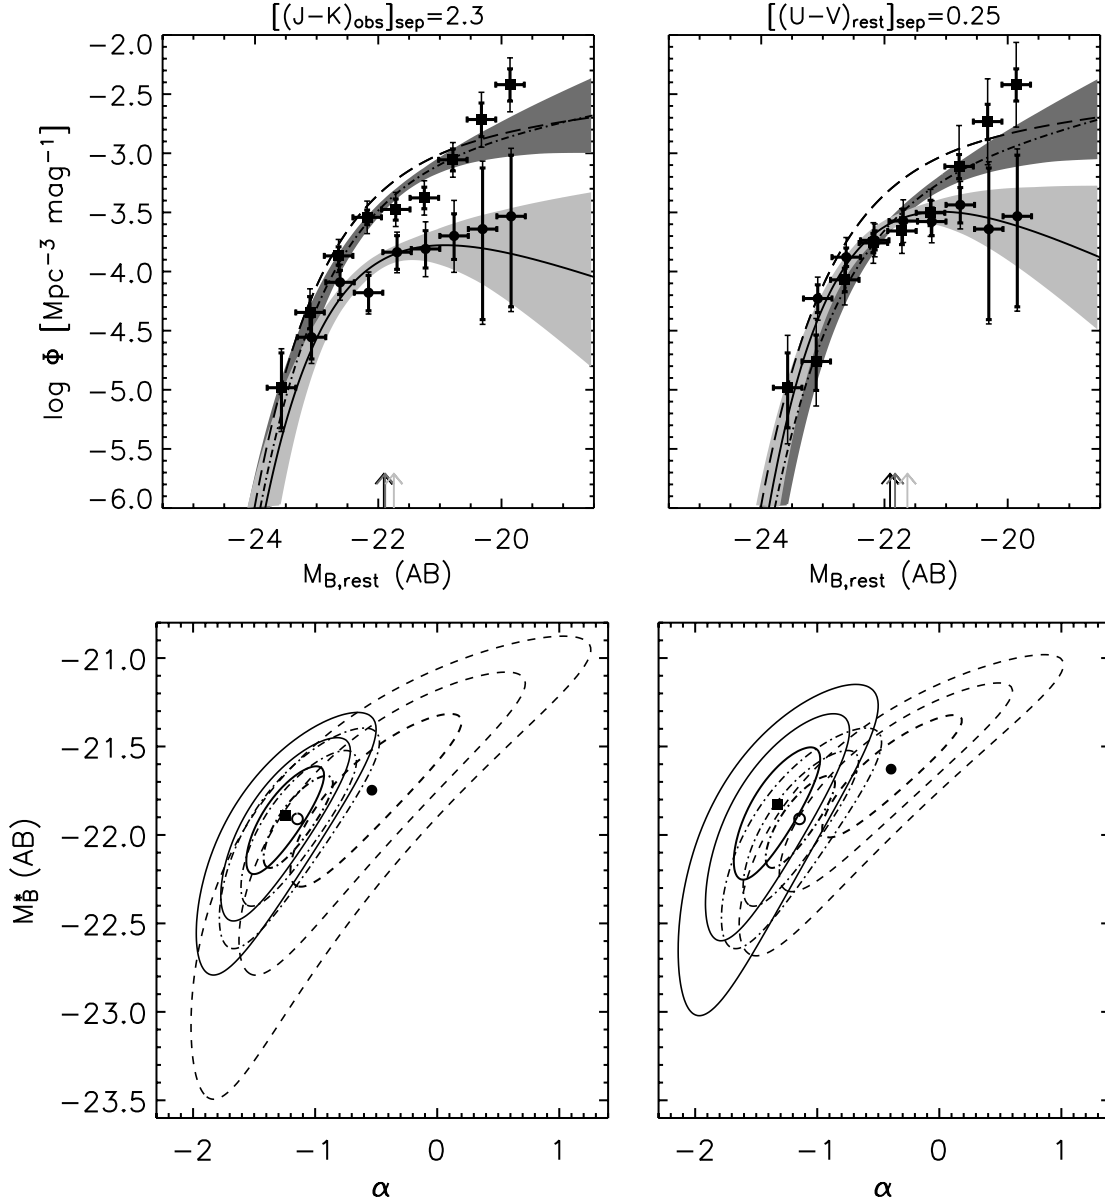 [(J−K)obs]sep=2.3
[(U−V)rest]sep=0.25
log Φ [Mpc−3 mag−1]
−2.0
−2.5
−3.0
−3.5
−4.0
−4.5
−5.0
−5.5
−6.0
−24 −22 −20
−24 −22 −20
MB,rest (AB)
MB,rest (AB)
M*B (AB)
−21.0
−21.5
−22.0
−22.5
−23.0
−23.5
−2 −1 0 1
−2 −1 0 1
α
α